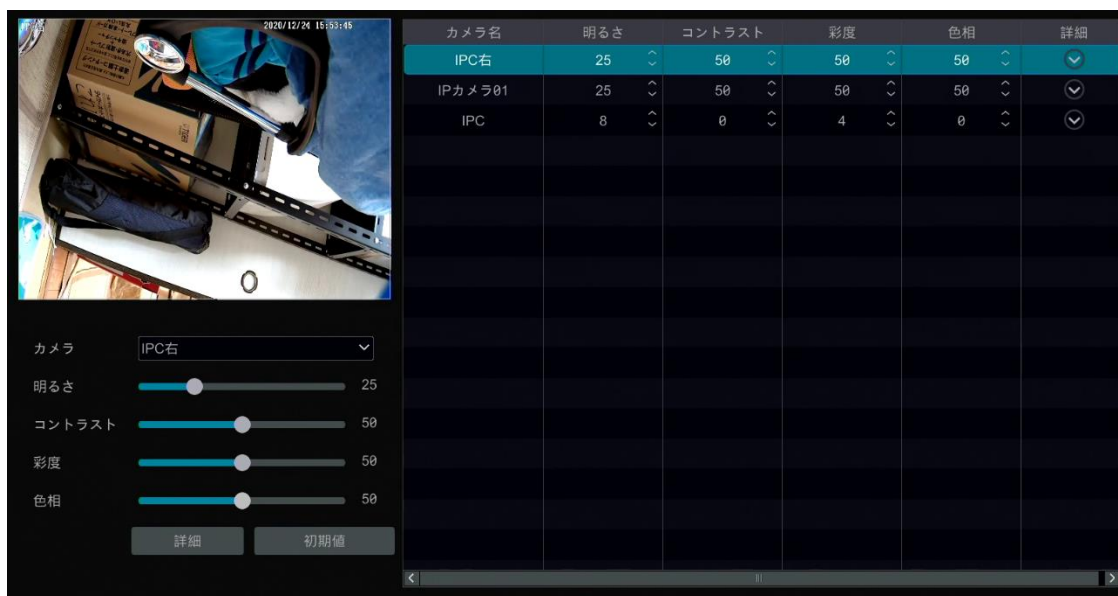 2020/12/24 15:53:45
カメラ名 明るさ コントラスト 彩度 色相 詳細
IPC右 25 50 50 50
IPカメラ01 25 50 50 50
IPC 8 0 4 0
カメラ IPC右
明るさ 25
コントラスト 50
彩度 50
色相 50
詳細 初期値